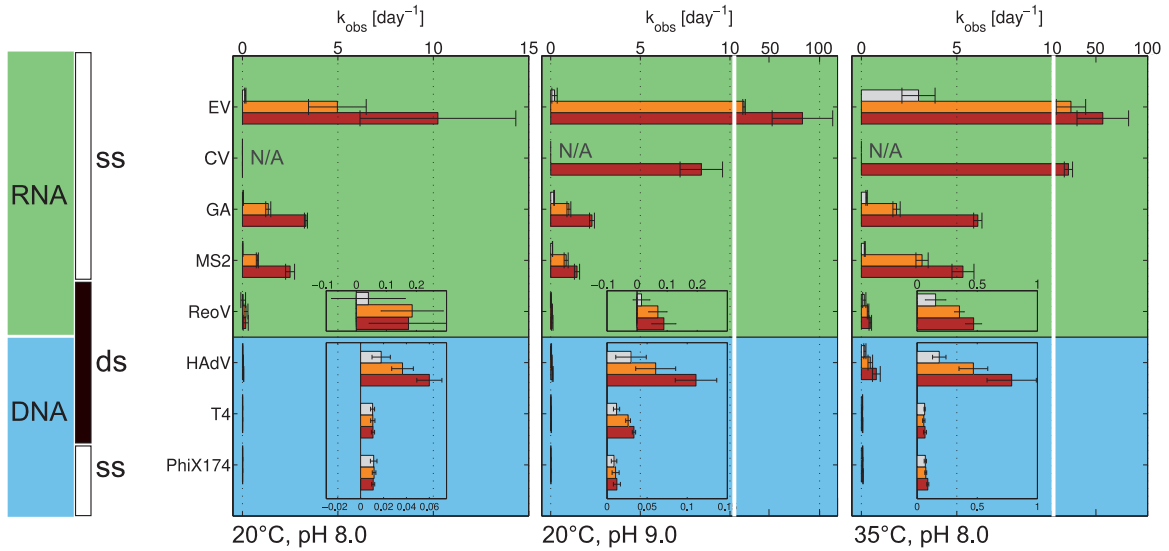 k_obs [day⁻¹] k_obs [day⁻¹] k_obs [day⁻¹]
0 5 10 15 0 5 10 50 100 0 5 10 50 100
RNA
DNA
ss
ds
ss
EV
CV N/A N/A N/A
GA
MS2
−0.1 0 0.1 0.2 −0.1 0 0.1 0.2 0 0.5 1
ReoV
HAdV
T4
PhiX174
−0.02 0 0.02 0.04 0.06 0 0.05 0.1 0.1 0 0.5 1
20°C, pH 8.0 20°C, pH 9.0 35°C, pH 8.0